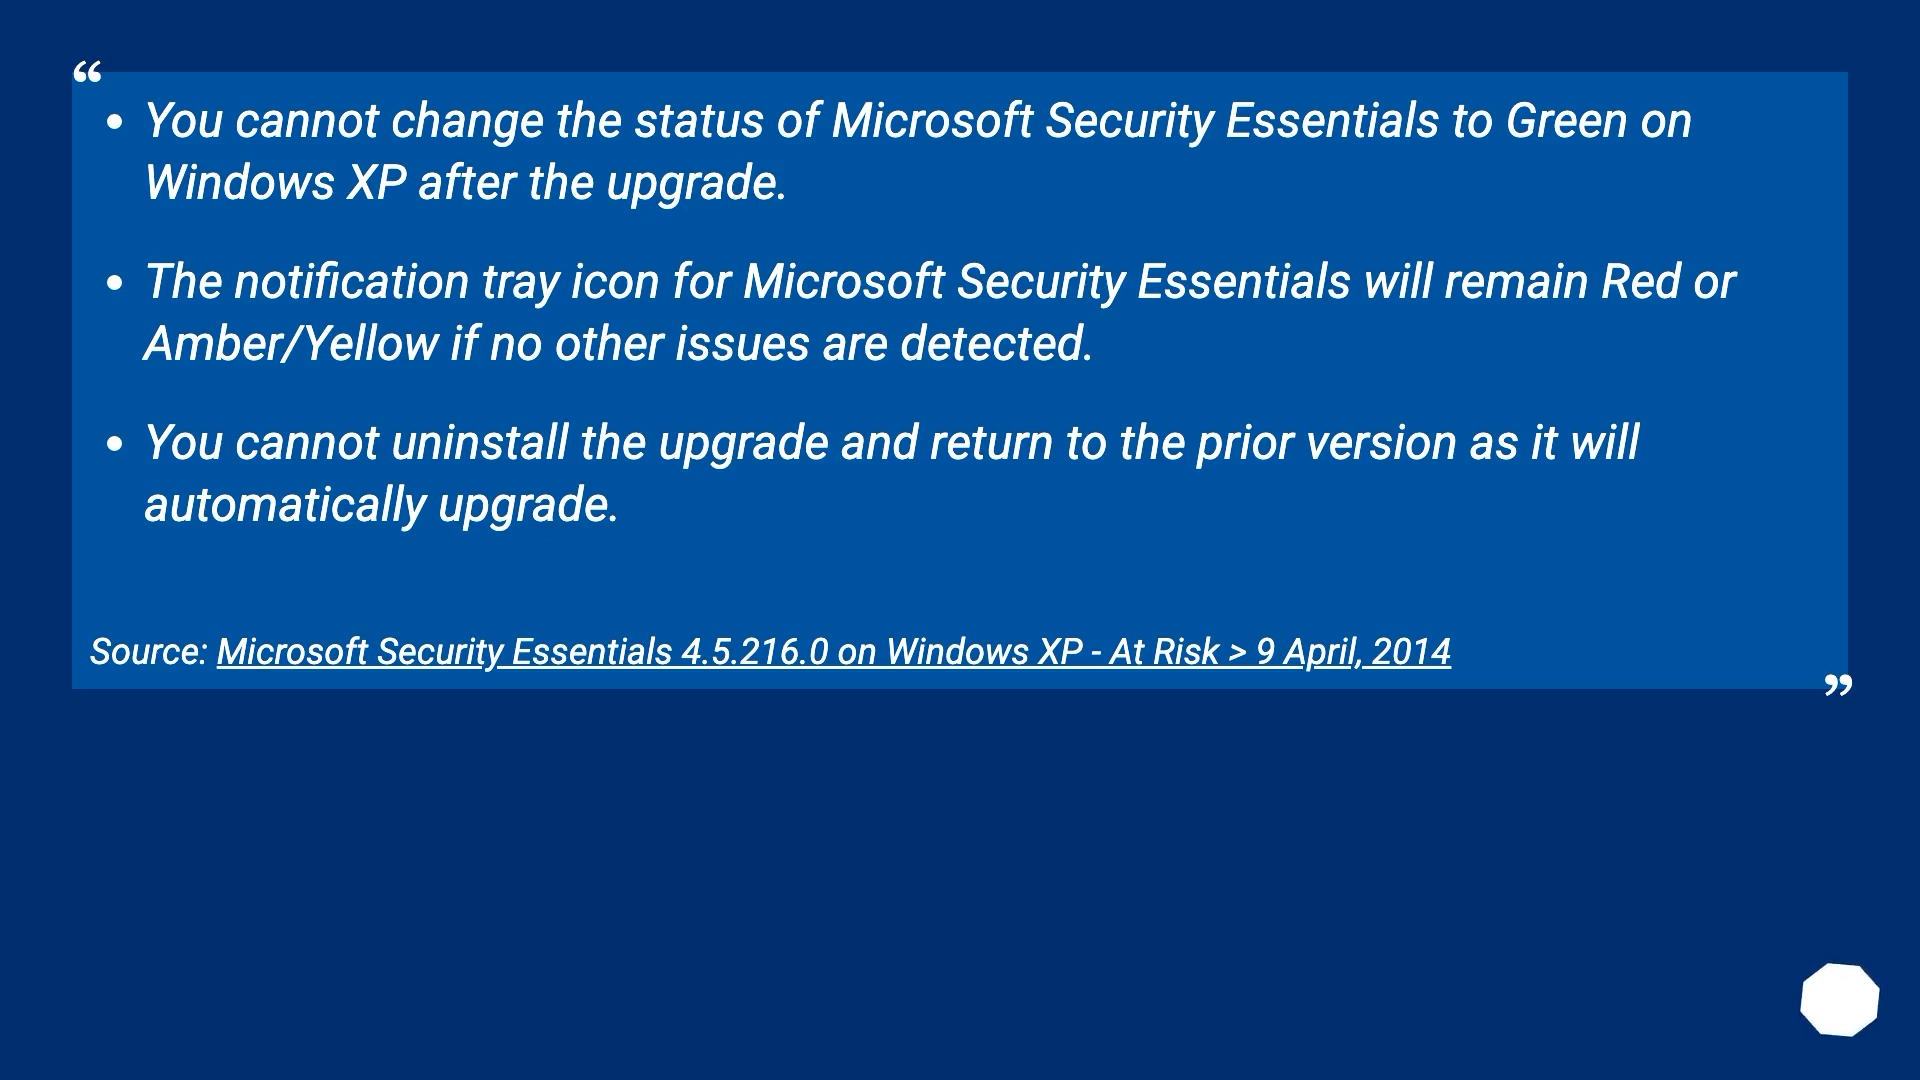 “
• You cannot change the status of Microsoft Security Essentials to Green on
Windows XP after the upgrade.
• The notification tray icon for Microsoft Security Essentials will remain Red or
Amber/Yellow if no other issues are detected.
• You cannot uninstall the upgrade and return to the prior version as it will
automatically upgrade.
Source: Microsoft Security Essentials 4.5.216.0 on Windows XP - At Risk > 9 April, 2014
”